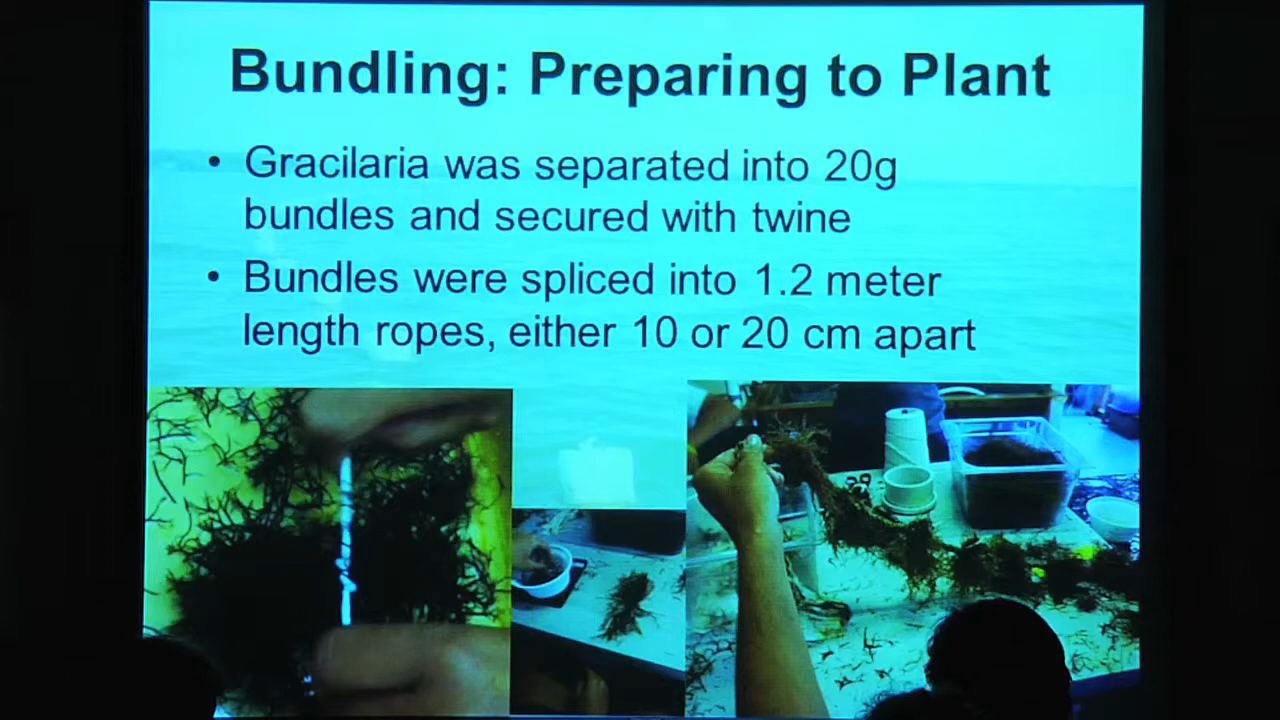 Bundling: Preparing to Plant
• Gracilaria was separated into 20g
bundles and secured with twine
• Bundles were spliced into 1.2 meter
length ropes, either 10 or 20 cm apart